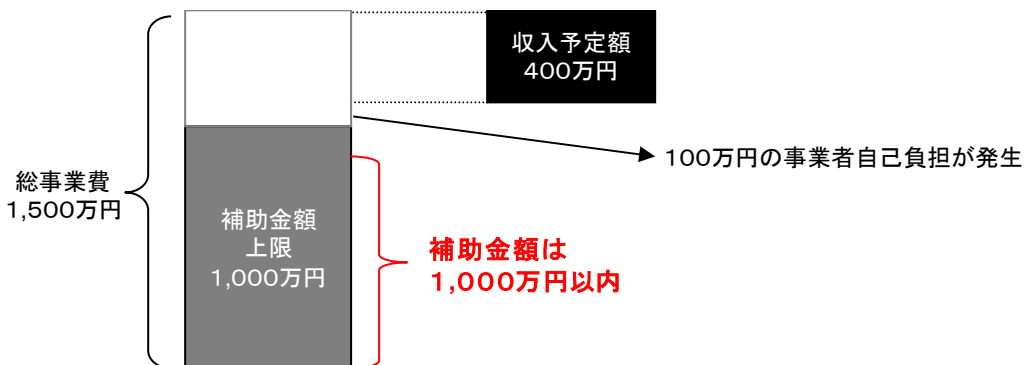 収入予定額
400万円
100万円の事業者自己負担が発生
総事業費
1,500万円
補助金額
上限
1,000万円
補助金額は
1,000万円以内